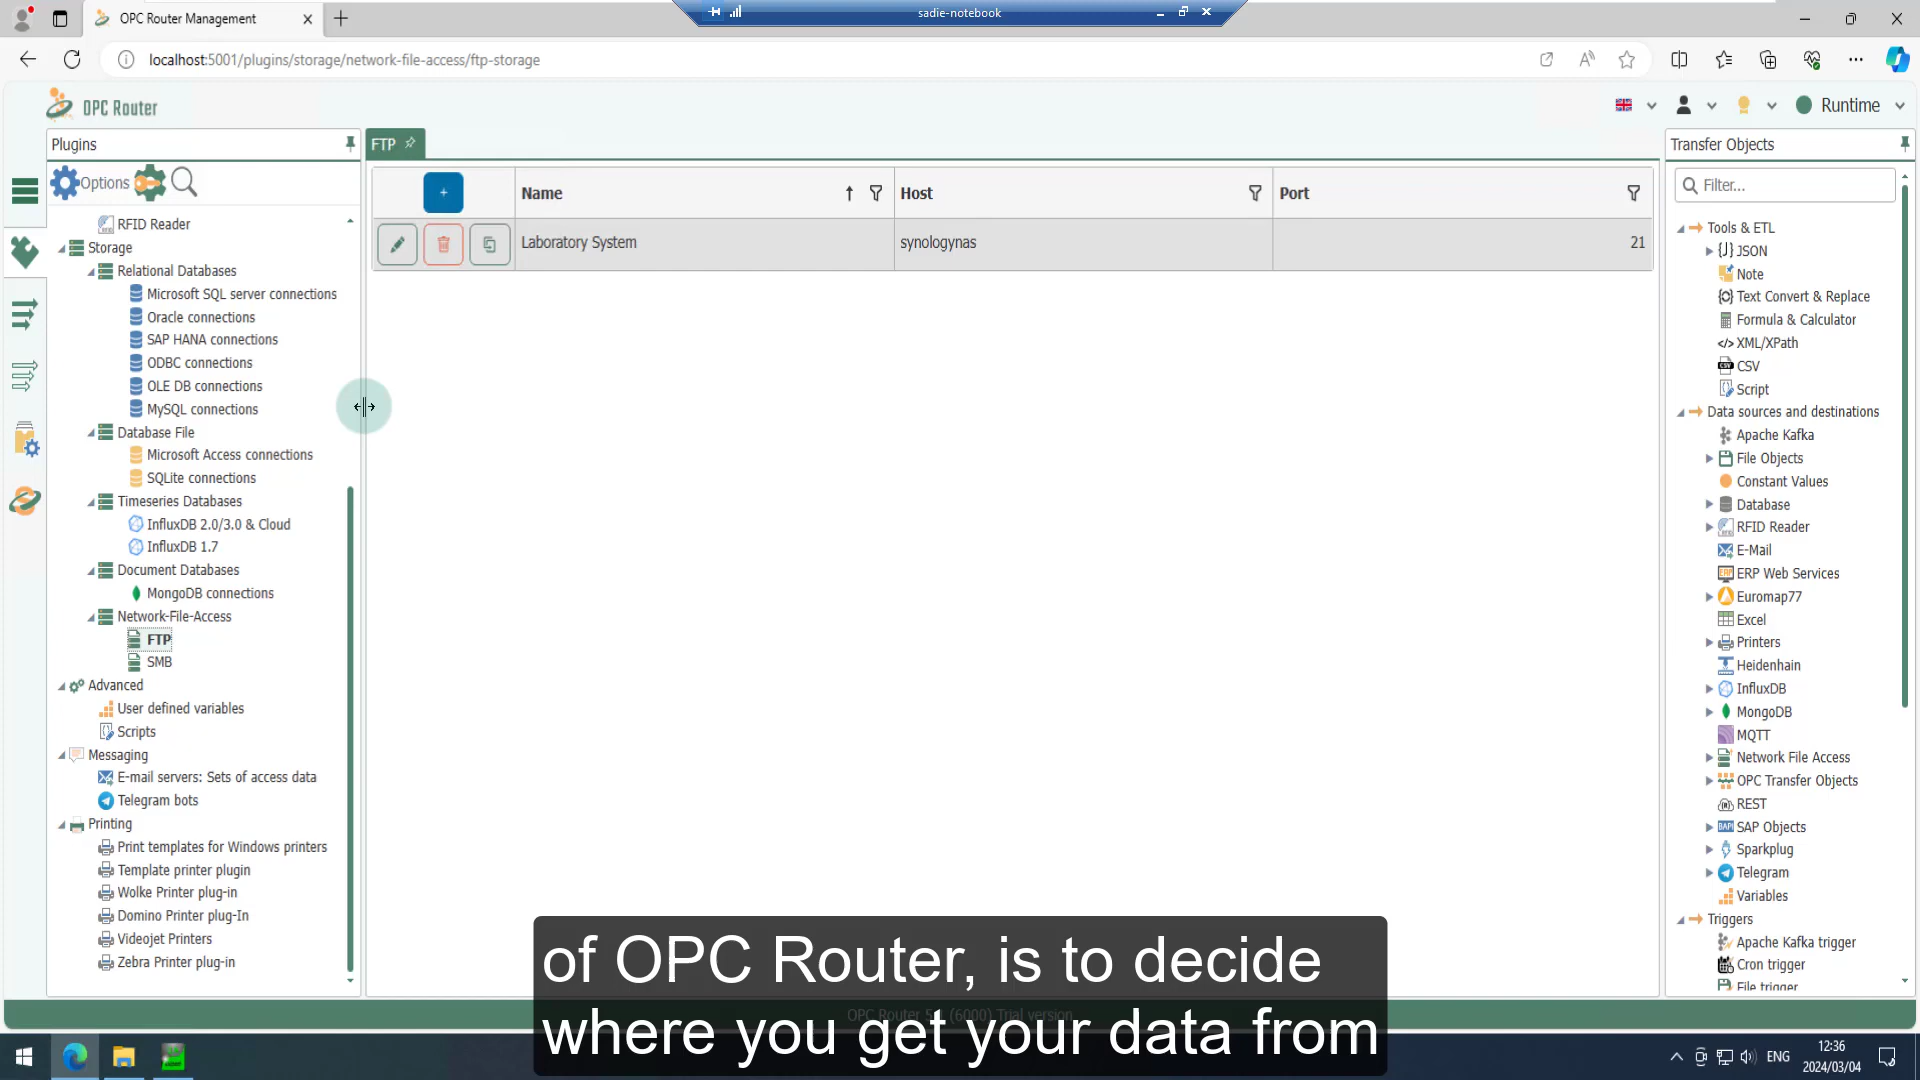 OPC Router Management
sadie-notebook
localhost:5001/plugins/storage/network-file-access/ftp-storage
OPC Router
Runtime
Plugins
Options
RFID Reader
Storage
Relational Databases
Microsoft SQL server connections
Oracle connections
SAP HANA connections
ODBC connections
OLE DB connections
MySQL connections
Database File
Microsoft Access connections
SQLite connections
Timeseries Databases
InfluxDB 2.0/3.0 & Cloud
InfluxDB 1.7
Document Databases
MongoDB connections
Network-File-Access
FTP
SMB
Advanced
User defined variables
Scripts
Messaging
E-mail servers: Sets of access data
Telegram bots
Printing
Print templates for Windows printers
Template printer plugin
Wolke Printer plug-in
Domino Printer plug-In
Videojet Printers
Zebra Printer plug-in
FTP
Name Host Port
Laboratory System synologynas 21
Transfer Objects
Filter...
Tools & ETL
JSON
Note
Text Convert & Replace
Formula & Calculator
XML/XPath
CSV
Script
Data sources and destinations
Apache Kafka
File Objects
Constant Values
Database
RFID Reader
E-Mail
ERP Web Services
Euromap77
Excel
Printers
Heidenhain
InfluxDB
MongoDB
MQTT
Network File Access
OPC Transfer Objects
REST
SAP Objects
Sparkplug
Telegram
Variables
Triggers
Apache Kafka trigger
Cron trigger
File trigger
of OPC Router, is to decide
where you get your data from
ENG
12:36
2024/03/04